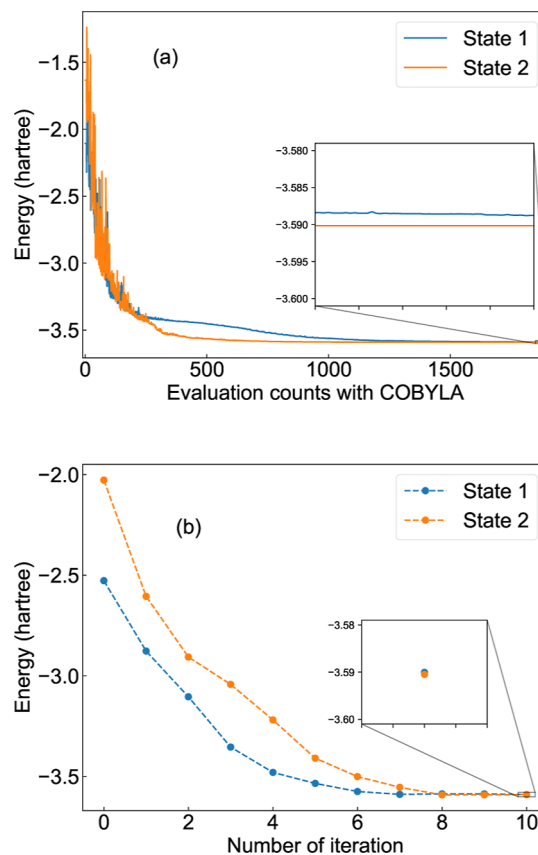 (a)
State 1
State 2
Energy (hartree)
−1.5
−2.0
−2.5
−3.0
−3.5
−3.580
−3.585
−3.590
−3.595
−3.600
0
500
1000
1500
Evaluation counts with COBYLA
(b)
State 1
State 2
Energy (hartree)
−2.0
−2.5
−3.0
−3.5
−3.58
−3.59
−3.60
0
2
4
6
8
10
Number of iteration